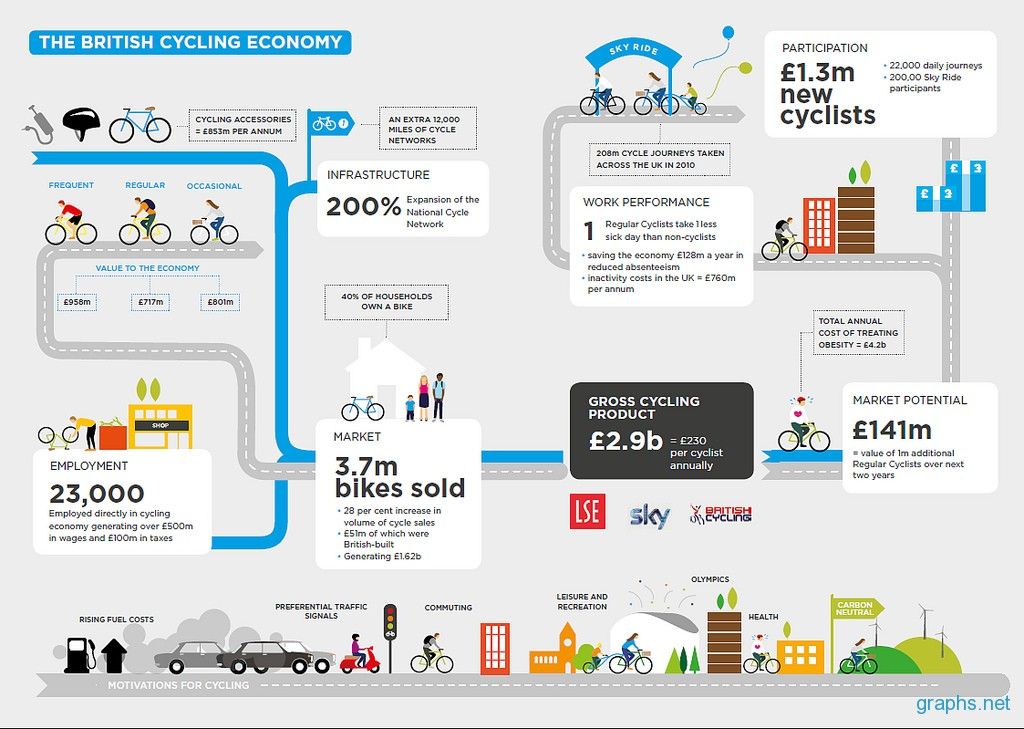 THE BRITISH CYCLING ECONOMY
CYCLING ACCESSORIES
= £853M PER ANNUM
AN EXTRA 12,000
MILES OF CYCLE
NETWORKS
INFRASTRUCTURE
200%
Expansion of the
National Cycle
Network
FREQUENT
REGULAR
OCCASIONAL
VALUE TO THE ECONOMY
£958m
£717m
£801m
SKY RIDE
208m CYCLE JOURNEYS TAKEN
ACROSS THE UK IN 2010
PARTICIPATION
£1.3m
new
cyclists
• 22,000 daily journeys
• 200,00 Sky Ride
participants
WORK PERFORMANCE
1
Regular Cyclists take 1 less
sick day than non-cyclists
• saving the economy £128m a year in
reduced absenteeism
• inactivity costs in the UK = £760m
per annum
£
3
£
3
40% OF HOUSEHOLDS
OWN A BIKE
TOTAL ANNUAL
COST OF TREATING
OBESITY = £4.2b
SHOP
EMPLOYMENT
23,000
Employed directly in cycling
economy generating over £500m
in wages and £100m in taxes
MARKET
3.7m
bikes sold
• 28 per cent increase in
volume of cycle sales
• £51m of which were
British-built
• Generating £1.62b
GROSS CYCLING
PRODUCT
£2.9b
= £230
per cyclist
annually
MARKET POTENTIAL
£141m
= value of 1m additional
Regular Cyclists over next
two years
LSE
sky
BRITISH
CYCLING
RISING FUEL COSTS
PREFERENTIAL TRAFFIC
SIGNALS
COMMUTING
LEISURE AND
RECREATION
OLYMPICS
HEALTH
CARBON
NEUTRAL
MOTIVATIONS FOR CYCLING
graphs.net